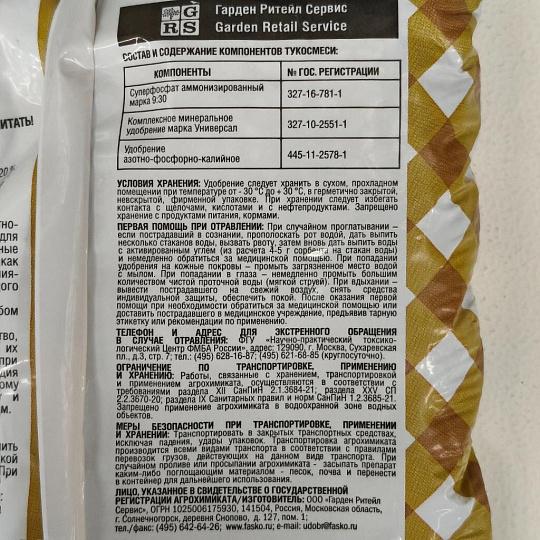 GRS
Гарден Ритейл Сервис
Garden Retail Service
СОСТАВ И СОДЕРЖАНИЕ КОМПОНЕНТОВ ТУКОСМЕСИ:
КОМПОНЕНТЫ
№ ГОС. РЕГИСТРАЦИИ
Суперфосфат аммонизированный
марка 9:30
327-16-781-1
Комплексное минеральное
удобрение марка Универсал
327-10-2551-1
Удобрение
азотно-фосфорно-калийное
445-11-2578-1
УСЛОВИЯ ХРАНЕНИЯ: Удобрение следует хранить в сухом, прохладном
помещении при температуре от - 30 °С до + 30 °С, в герметично закрытой,
невскрытой, фирменной упаковке. При хранении следует избегать
контакта с щелочами, кислотами и с нефтепродуктами. Запрещено
хранение с продуктами питания, кормами.
ПЕРВАЯ ПОМОЩЬ ПРИ ОТРАВЛЕНИИ: При случайном проглатывании –
если пострадавший в сознании, прополоскать рот водой, дать выпить
несколько стаканов воды, вызвать рвоту, затем вновь дать выпить воды
с активированным углем (из расчета 4-5 г сорбента на стакан воды)
и немедленно обратиться за медицинской помощью. При попадании
удобрения на кожные покровы – промыть загрязненное место водой
с мылом. При попадании в глаза – немедленно промыть большим
количеством чистой проточной воды (мягкой струей). При вдыхании –
вывести пострадавшего на свежий воздух, снять средства
индивидуальной защиты, обеспечить покой. После оказания первой
помощи при необходимости обратиться за медицинской помощью или
доставить пострадавшего в медицинское учреждение, предъявив тарную
этикетку или рекомендации по применению.
ТЕЛЕФОН И АДРЕС ДЛЯ ЭКСТРЕННОГО ОБРАЩЕНИЯ
В СЛУЧАЕ ОТРАВЛЕНИЯ: ФГУ «Научно-практический токсико-
логический Центр ФМБА России», адрес: 129090, г. Москва, Сухаревская
пл., д.3, стр. 7.; тел.: (495) 628-16-87; (495) 621-68-85 (круглосуточно).
ОГРАНИЧЕНИЕ ПО ТРАНСПОРТИРОВКЕ, ПРИМЕНЕНИЮ
И ХРАНЕНИЮ: Работы, связанные с хранением, транспортировкой
и применением агрохимиката, осуществляются в соответствии с
требованиями раздела XII СанПиН 2.1.3684-21; раздела XXV СП
2.2.3670-20; раздела IX Санитарных правил и норм СанПиН 1.2.3685-21.
Запрещено применение агрохимиката в водоохранной зоне водных
объектов.
МЕРЫ БЕЗОПАСНОСТИ ПРИ ТРАНСПОРТИРОВКЕ, ПРИМЕНЕНИИ
И ХРАНЕНИИ: Транспортировать в закрытых транспортных средствах,
исключая падения, удары упаковок. Транспортировка агрохимиката
производится всеми видами транспорта в соответствии с правилами
перевозок грузов, действующих на данном виде транспорта. При
случайном проливе или просыпании агрохимиката - засыпать препарат
каким-либо поглощающим материалом - песок, почва и перенести
в контейнер для дальнейшего использования.
ЛИЦО, УКАЗАННОЕ В СВИДЕТЕЛЬСТВЕ О ГОСУДАРСТВЕННОЙ
РЕГИСТРАЦИИ АГРОХИМИКАТА/ИЗГОТОВИТЕЛЬ: ООО «Гарден Ритейл
Сервис», ОГРН 1025006175930, 141504, Россия, Московская область,
г. Солнечногорск, деревня Снопово, д. 127, пом. 1;
тел./факс: (495) 642-64-26; www.fasko.ru; e-mail: udobr@fasko.ru